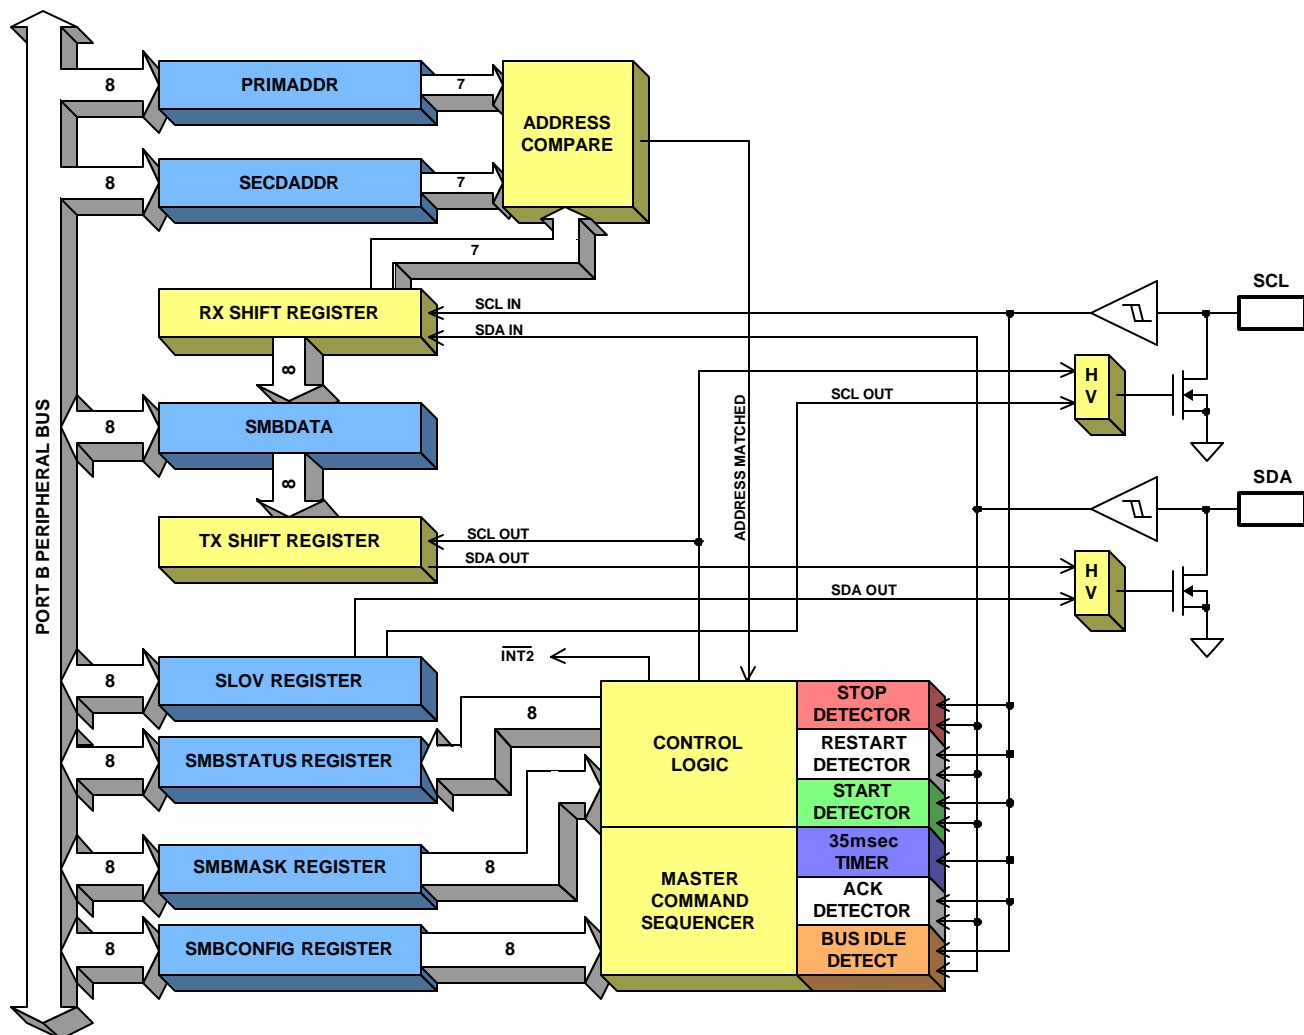 PORT B PERIPHERAL BUS
8
PRIMADDR
7
ADDRESS
COMPARE
8
SECDADDR
7
7
RX SHIFT REGISTER
SCL IN
SDA IN
SCL
8
H
V
SCL OUT
8
SMBDATA
ADDRESS MATCHED
8
SDA
TX SHIFT REGISTER
SCL OUT
SDA OUT
H
V
SDA OUT
INT2
8
SLOV REGISTER
8
SMBSTATUS REGISTER
8
CONTROL
LOGIC
STOP
DETECTOR
RESTART
DETECTOR
START
DETECTOR
8
SMBMASK REGISTER
8
MASTER
COMMAND
SEQUENCER
35msec
TIMER
ACK
DETECTOR
8
SMBCONFIG REGISTER
8
BUS IDLE
DETECT